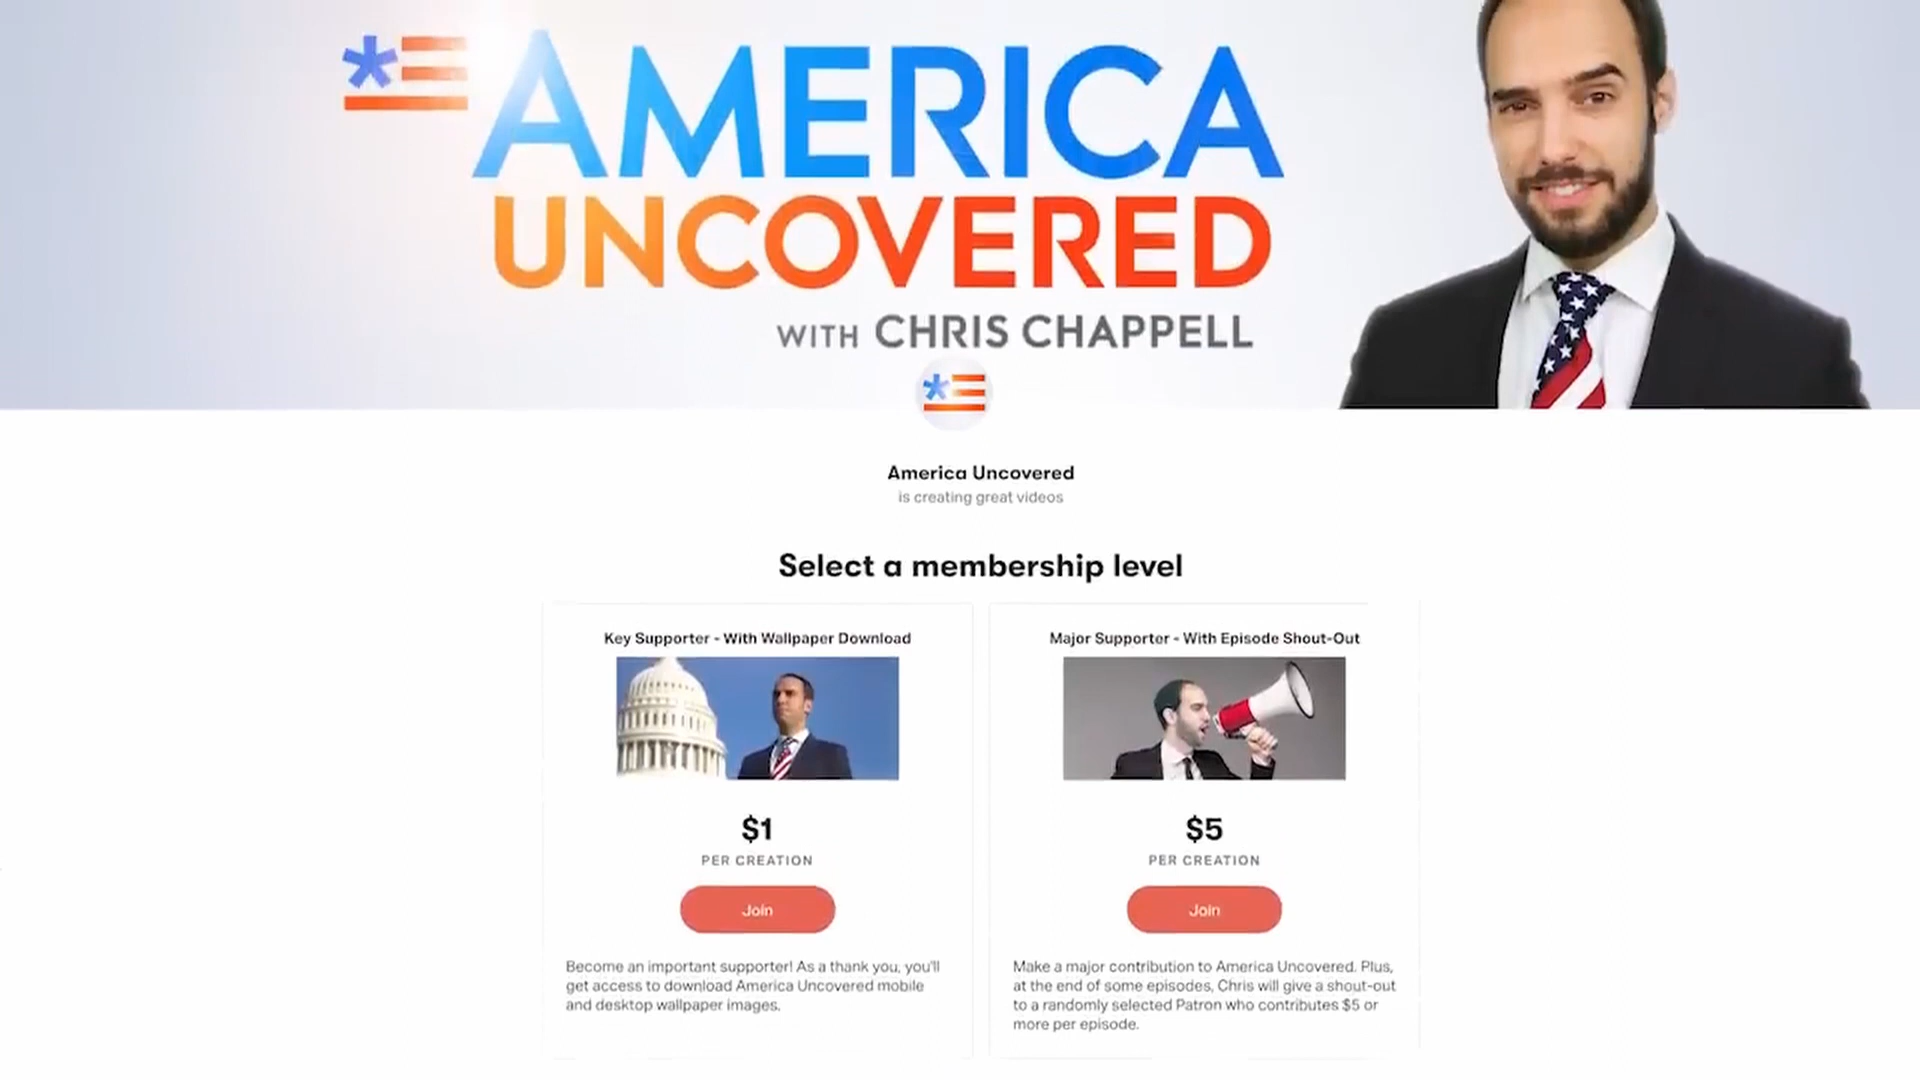 AMERICA
UNCOVERED
WITH CHRIS CHAPPELL
America Uncovered
is creating great videos
Select a membership level
Key Supporter - With Wallpaper Download
$1
PER CREATION
Join
Become an important supporter! As a thank you, you'll
get access to download America Uncovered mobile
and desktop wallpaper images.
Major Supporter - With Episode Shout-Out
$5
PER CREATION
Join
Make a major contribution to America Uncovered. Plus,
at the end of some episodes, Chris will give a shout-out
to a randomly selected Patron who contributes $5 or
more per episode.